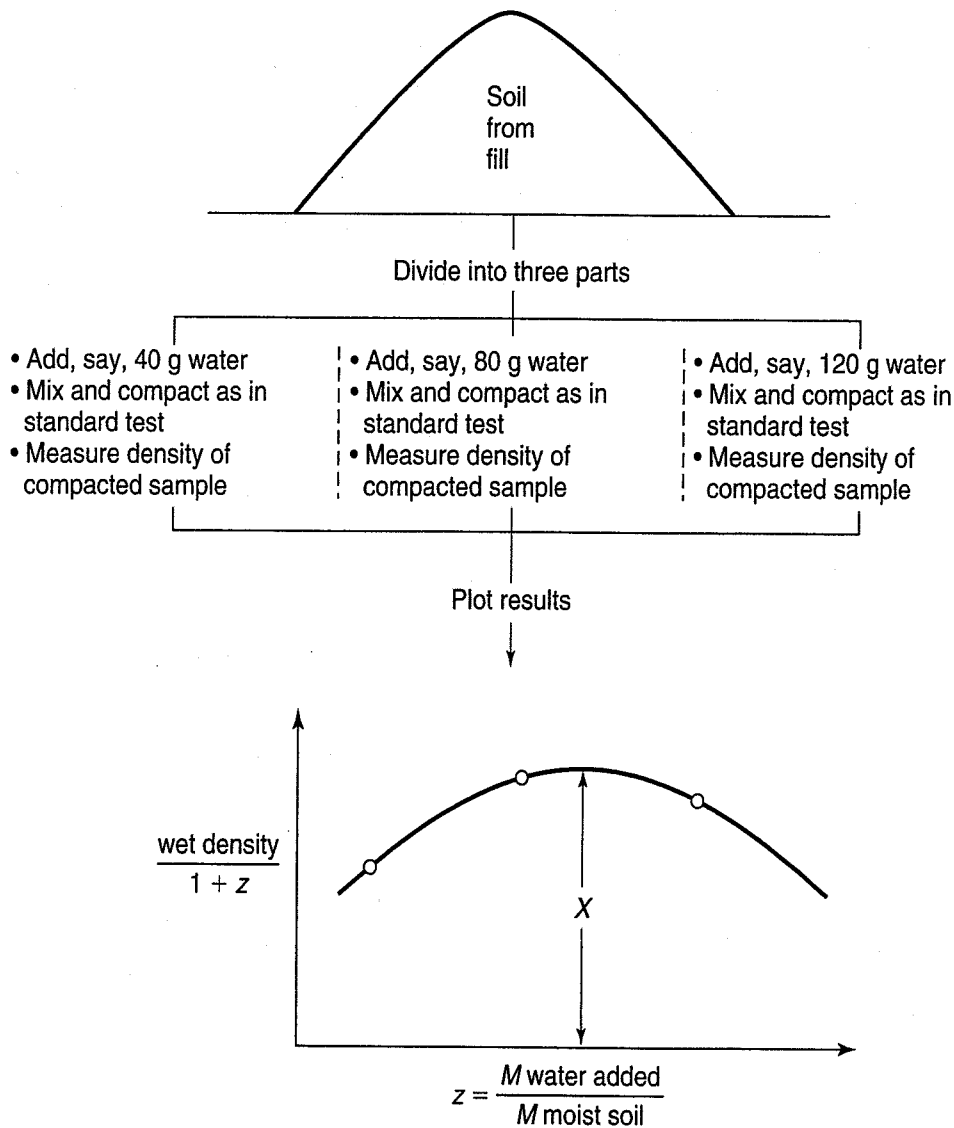 Soil
from
fill
Divide into three parts
• Add, say, 40 g water
• Mix and compact as in
standard test
• Measure density of
compacted sample
• Add, say, 80 g water
• Mix and compact as in
standard test
• Measure density of
compacted sample
• Add, say, 120 g water
• Mix and compact as in
standard test
• Measure density of
compacted sample
Plot results
wet density
1 + z
X
z =
M water added
M moist soil